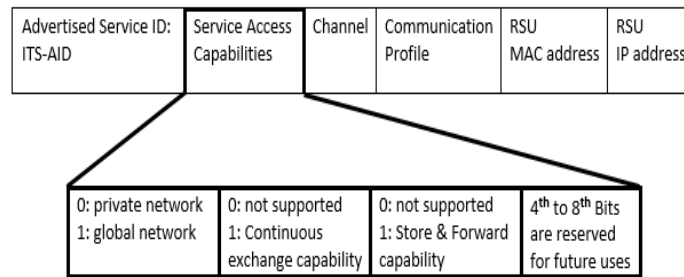 Advertised Service ID:
ITS-AID
Service Access
Capabilities
Channel
Communication
Profile
RSU
MAC address
RSU
IP address
0: private network
1: global network
0: not supported
1: Continuous
exchange capability
0: not supported
1: Store & Forward
capability
4th to 8th Bits
are reserved
for future uses